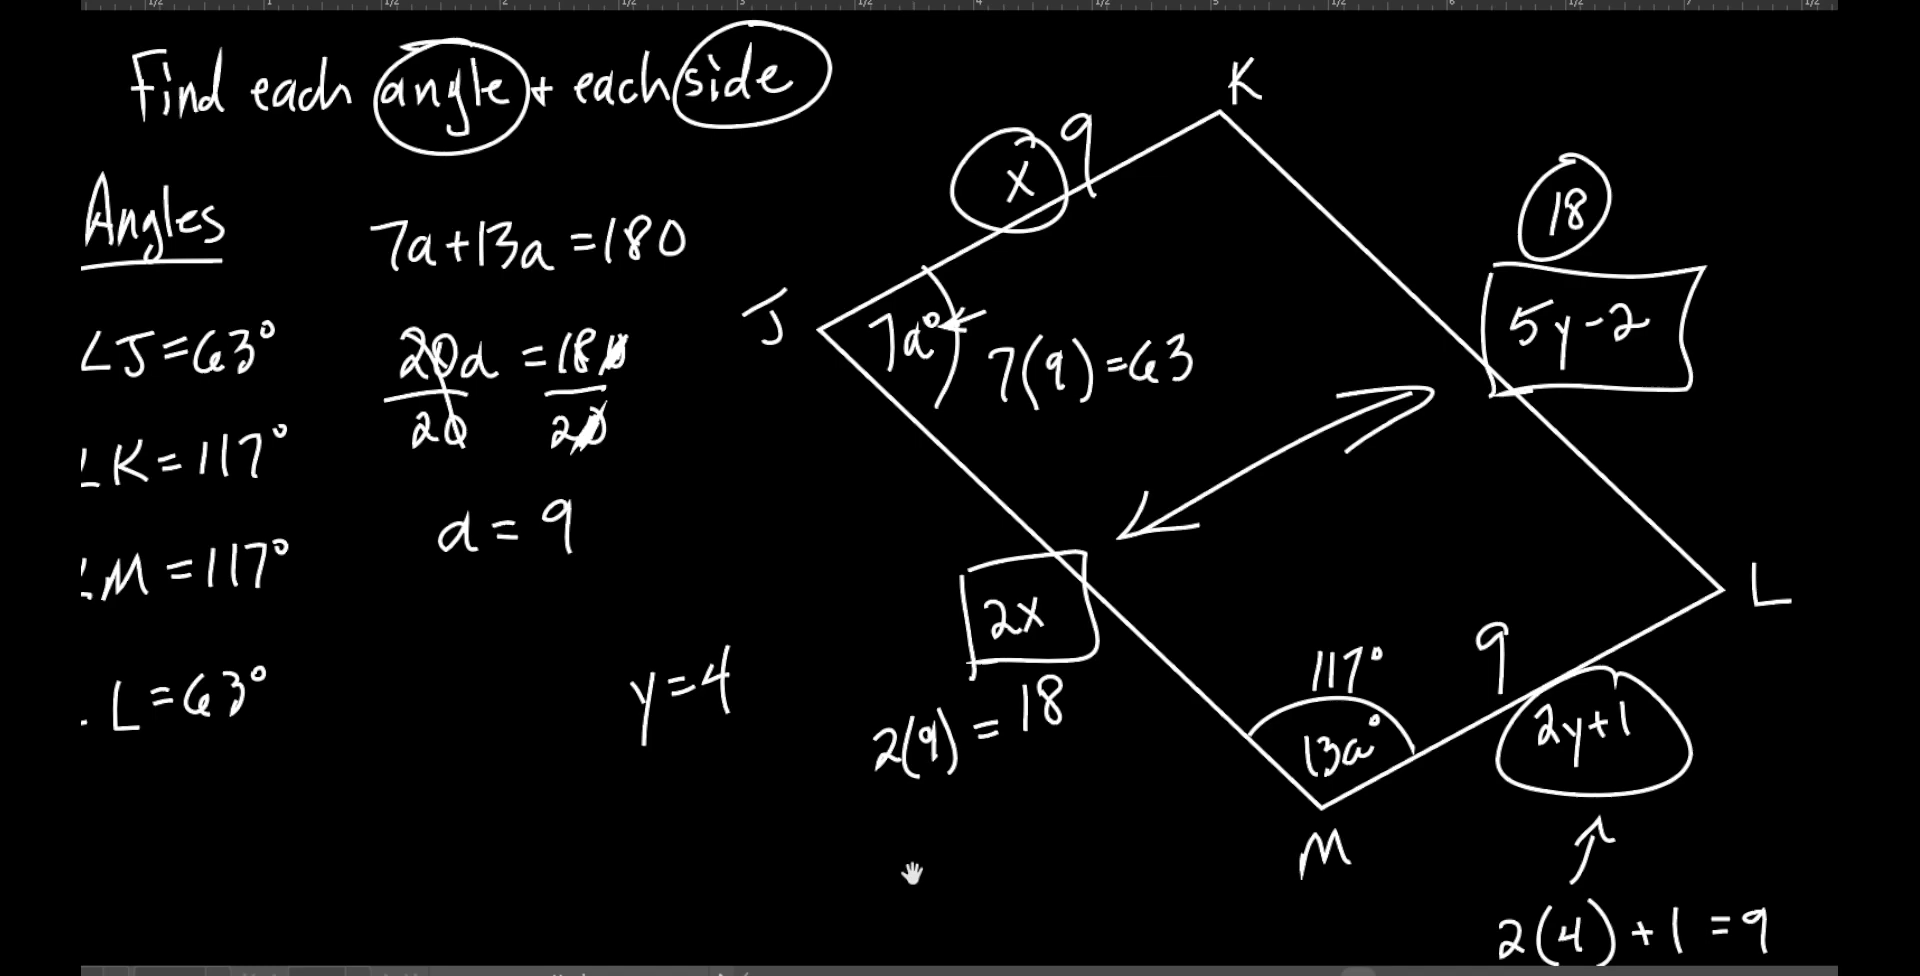 Find each angle + each side
Angles
7a+13a=180
∠J=63°
20a=180
20 20
∠K=117°
a=9
∠M=117°
L=63°
y=4
K
x 9
18
5y-2
J
7a°
7(9)=63
2x
2(9)=18
117°
13a°
9
2y+1
L
M
2(4)+1=9